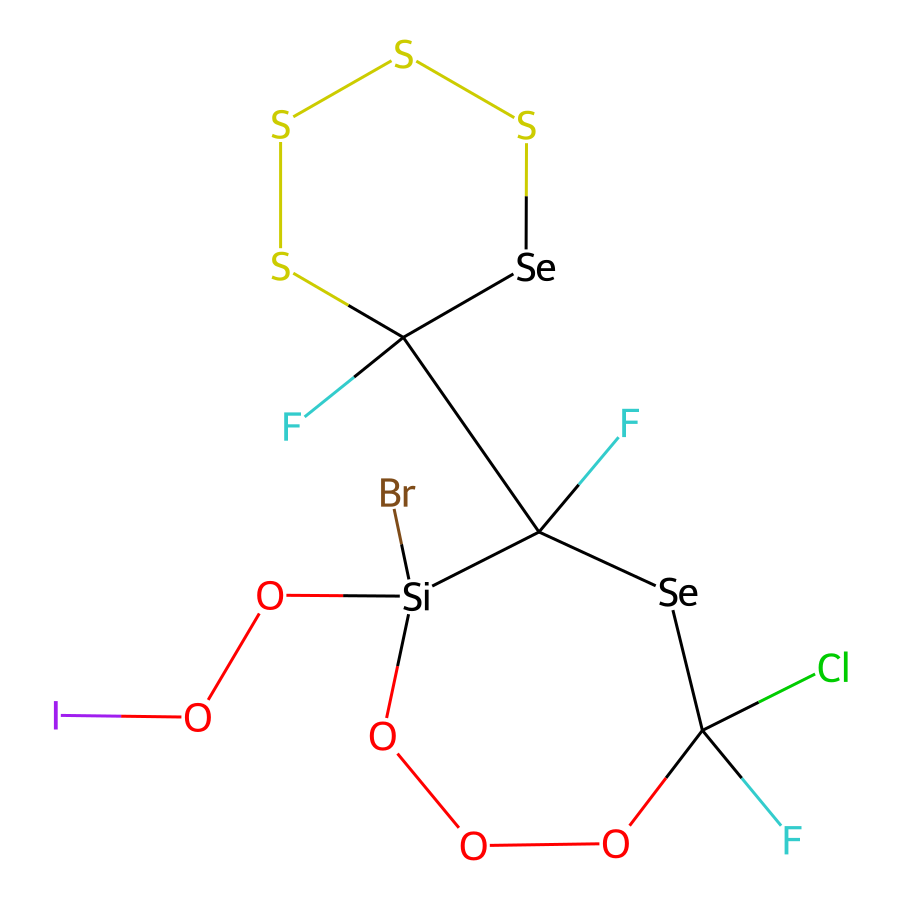 S
S S
S Se
F F
Br
O Si Se
I O O Cl
O O F